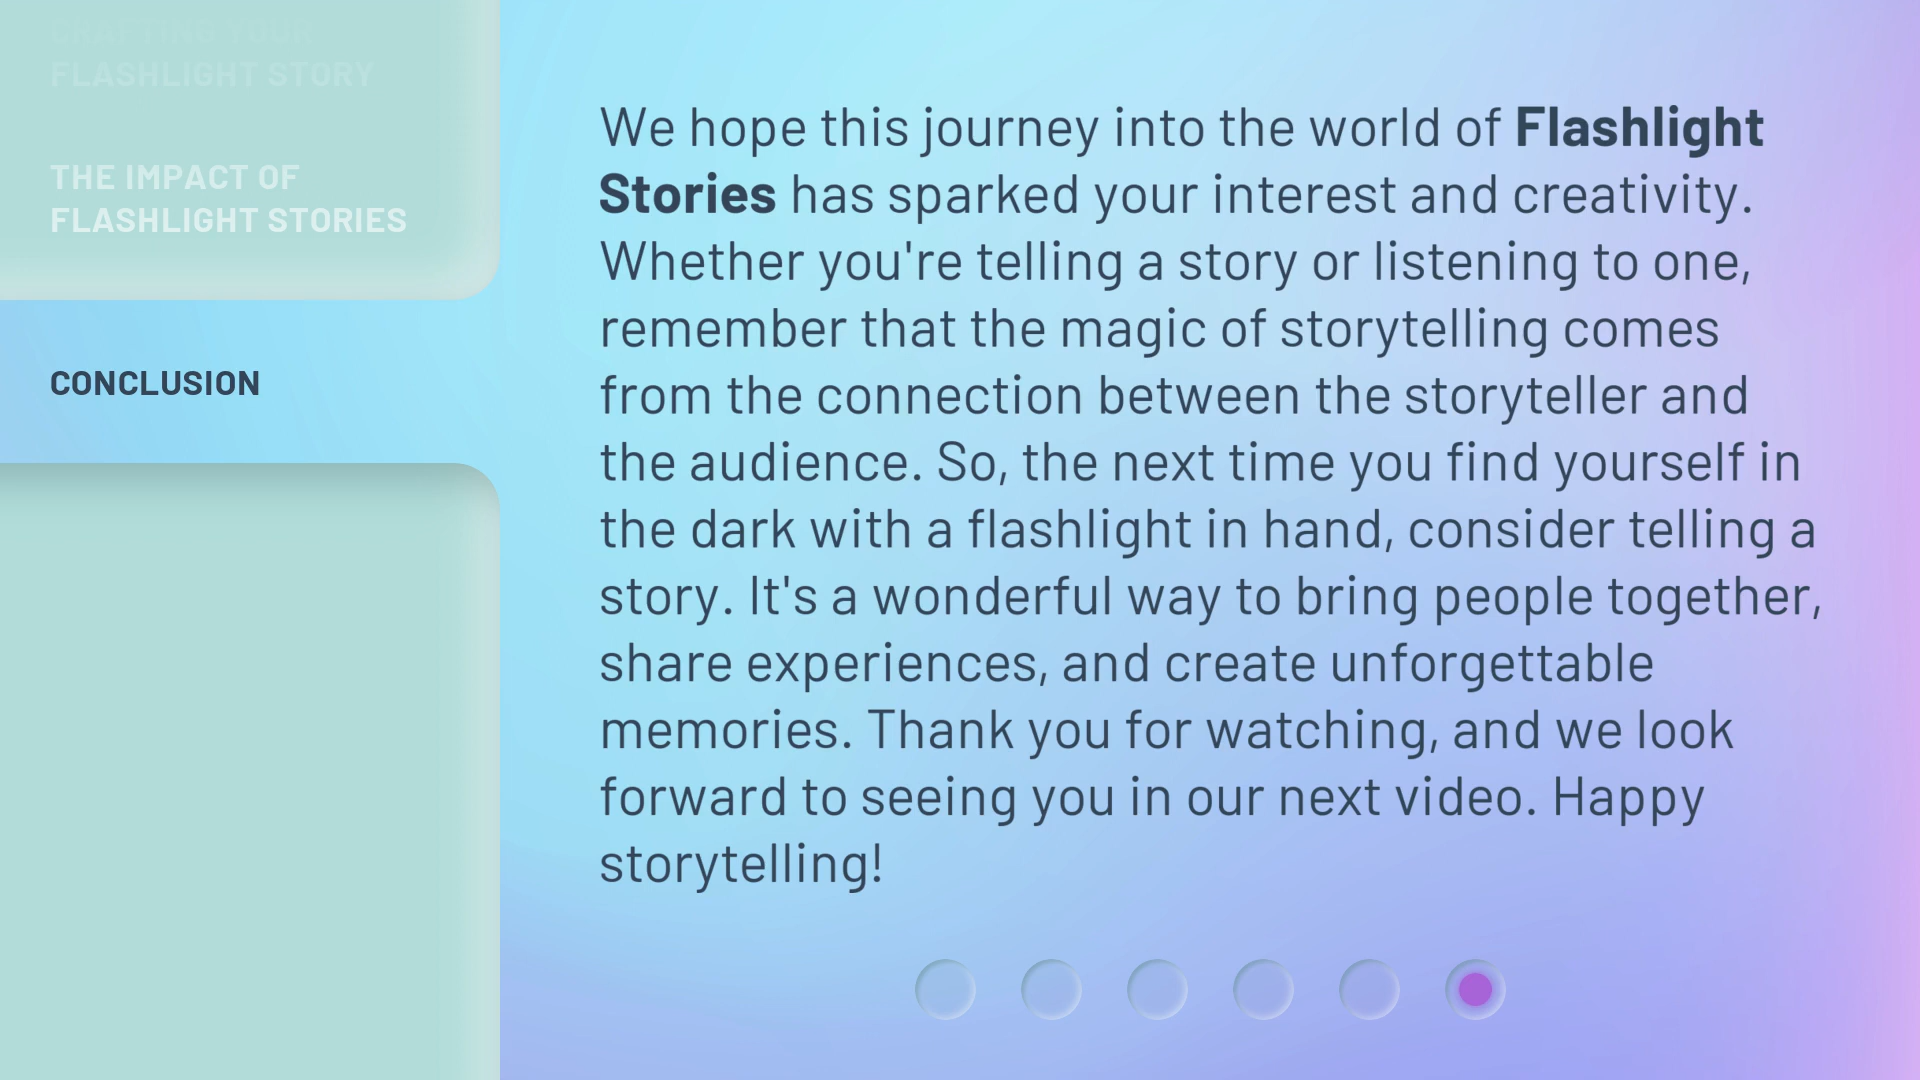 CRAFTING YOUR
FLASHLIGHT STORY
THE IMPACT OF
FLASHLIGHT STORIES
CONCLUSION
We hope this journey into the world of Flashlight
Stories has sparked your interest and creativity.
Whether you're telling a story or listening to one,
remember that the magic of storytelling comes
from the connection between the storyteller and
the audience. So, the next time you find yourself in
the dark with a flashlight in hand, consider telling a
story. It's a wonderful way to bring people together,
share experiences, and create unforgettable
memories. Thank you for watching, and we look
forward to seeing you in our next video. Happy
storytelling!